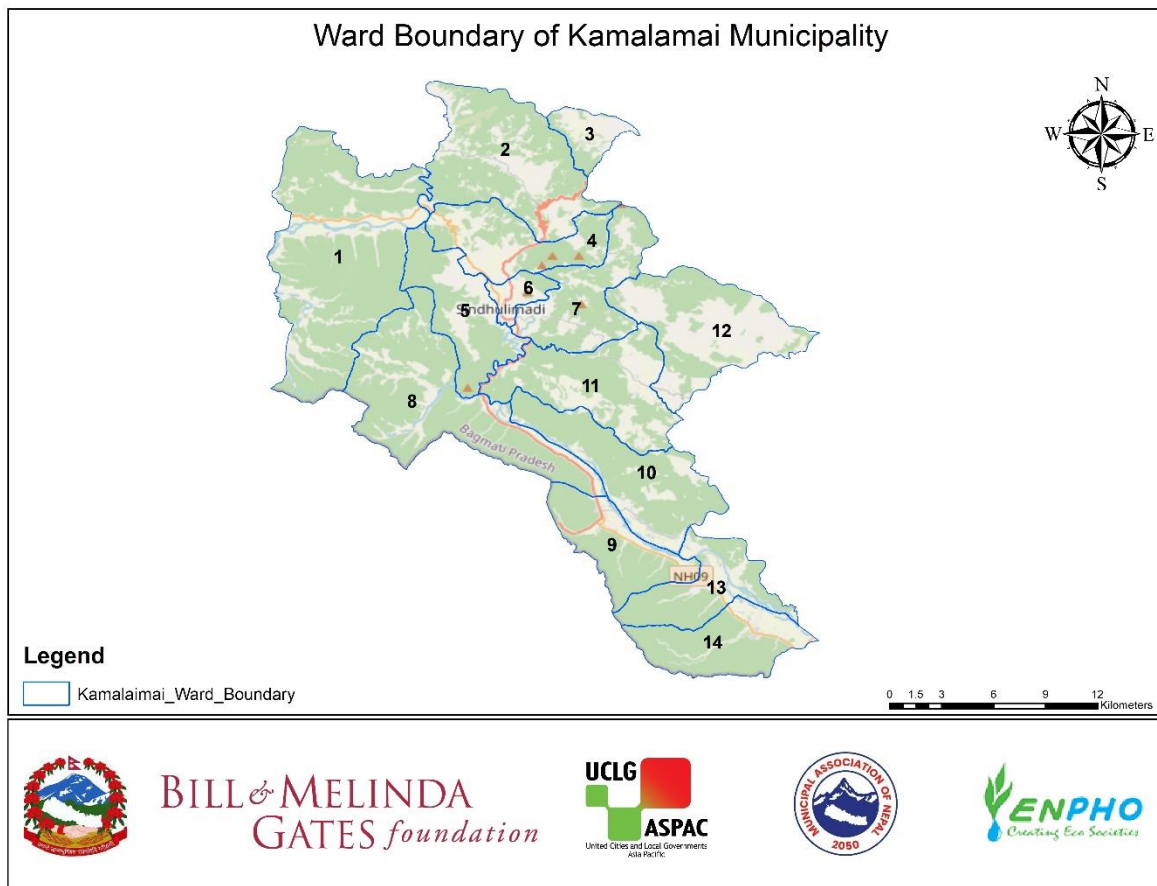 Ward Boundary of Kamalamai Municipality
N
W E
S
3
2
4
1
6
7
5
Sindhulimadi
12
11
8
Bagmati Pradesh
10
9
NH09
13
14
Legend
Kamalaimai_Ward_Boundary
0 1.5 3 6 9 12
Kilometers
BILL & MELINDA
GATES foundation
UCLG
ASPAC
United Cities and Local Governments
Asia Pacific
MUNICIPAL ASSOCIATION OF NEPAL
2050
ENPHO
Creating Eco Societies